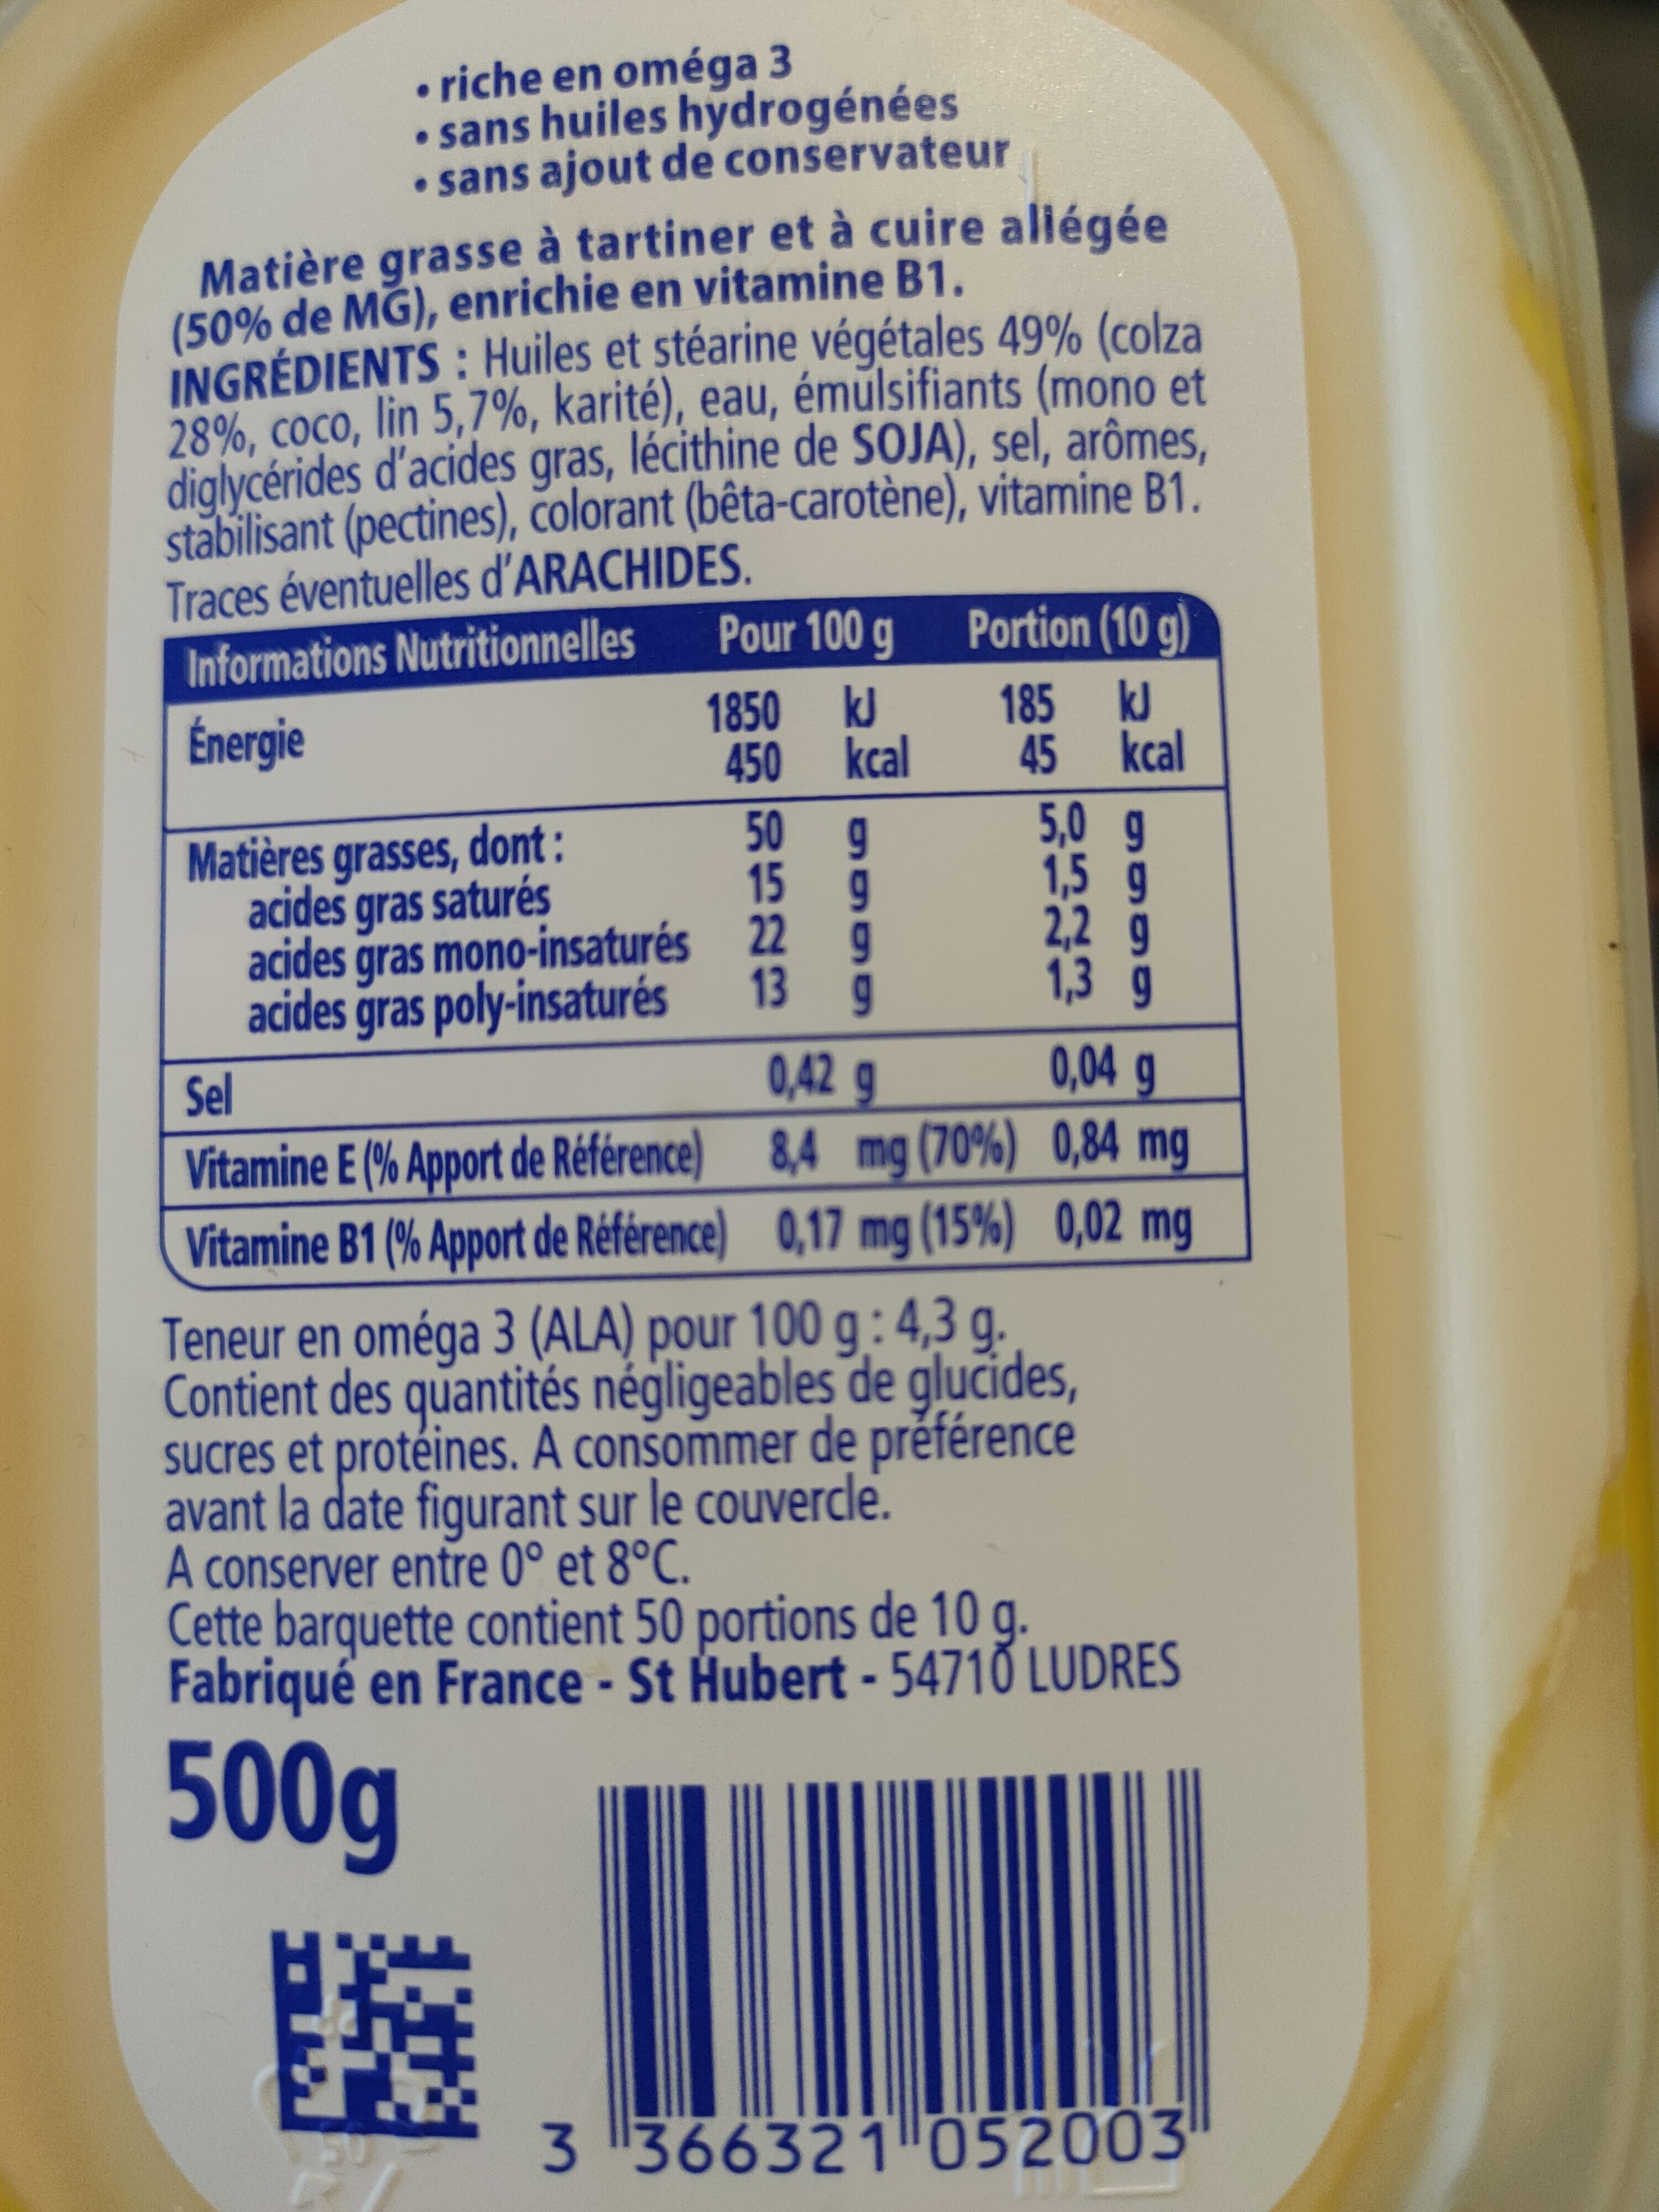 • riche en oméga 3
• sans huiles hydrogénées
• sans ajout de conservateur
Matière grasse à tartiner et à cuire allégée
(50% de MG), enrichie en vitamine B1.
INGRÉDIENTS : Huiles et stéarine végétales 49% (colza
28%, coco, lin 5,7%, karité), eau, émulsifiants (mono et
diglycérides d'acides gras, lécithine de SOJA), sel, arômes,
stabilisant (pectines), colorant (bêta-carotène), vitamine B1.
Traces éventuelles d'ARACHIDES.
Informations Nutritionnelles Pour 100 g Portion (10 g)
Énergie 1850 kJ 185 kJ
450 kcal 45 kcal
Matières grasses, dont : 50 g 5,0 g
acides gras saturés 15 g 1,5 g
acides gras mono-insaturés 22 g 2,2 g
acides gras poly-insaturés 13 g 1,3 g
Sel 0,42 g 0,04 g
Vitamine E (% Apport de Référence) 8,4 mg (70%) 0,84 mg
Vitamine B1 (% Apport de Référence) 0,17 mg (15%) 0,02 mg
Teneur en oméga 3 (ALA) pour 100 g : 4,3 g.
Contient des quantités négligeables de glucides,
sucres et protéines. A consommer de préférence
avant la date figurant sur le couvercle.
A conserver entre 0° et 8°C.
Cette barquette contient 50 portions de 10 g.
Fabriqué en France - St Hubert - 54710 LUDRES
500g
3 366321 052003